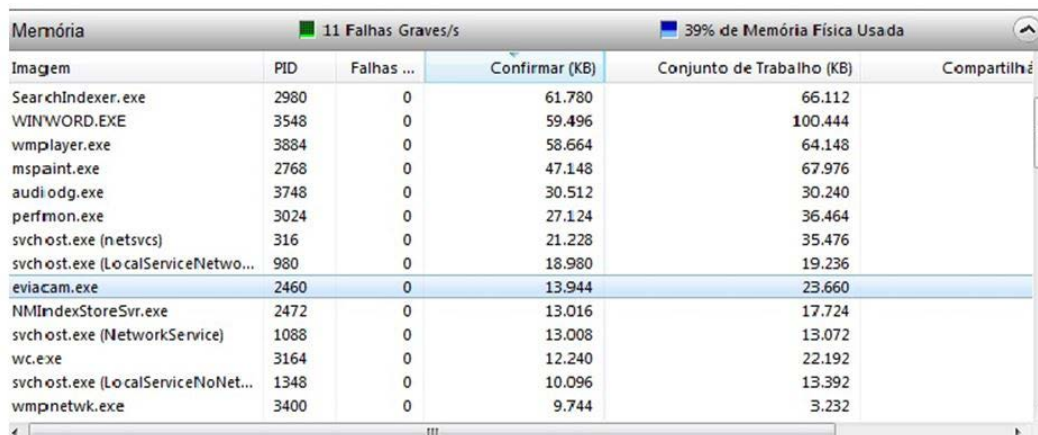 Memória 11 Falhas Graves/s 39% de Memória Física Usada
Imagem PID Falhas ... Confirmar (KB) Conjunto de Trabalho (KB) Compartilhá
SearchIndexer.exe 2980 0 61.780 66.112
WINWORD.EXE 3548 0 59.496 100.444
wmplayer.exe 3884 0 58.664 64.148
mspaint.exe 2768 0 47.148 67.976
audiodg.exe 3748 0 30.512 30.240
perfmon.exe 3024 0 27.124 36.464
svchost.exe (netsvcs) 316 0 21.228 35.476
svchost.exe (LocalServiceNetwo... 980 0 18.980 19.236
eviacam.exe 2460 0 13.944 23.660
NMIndexStoreSvr.exe 2472 0 13.016 17.724
svchost.exe (NetworkService) 1088 0 13.008 13.072
wc.exe 3164 0 12.240 22.192
svchost.exe (LocalServiceNoNet... 1348 0 10.096 13.392
wmpnetwk.exe 3400 0 9.744 3.232